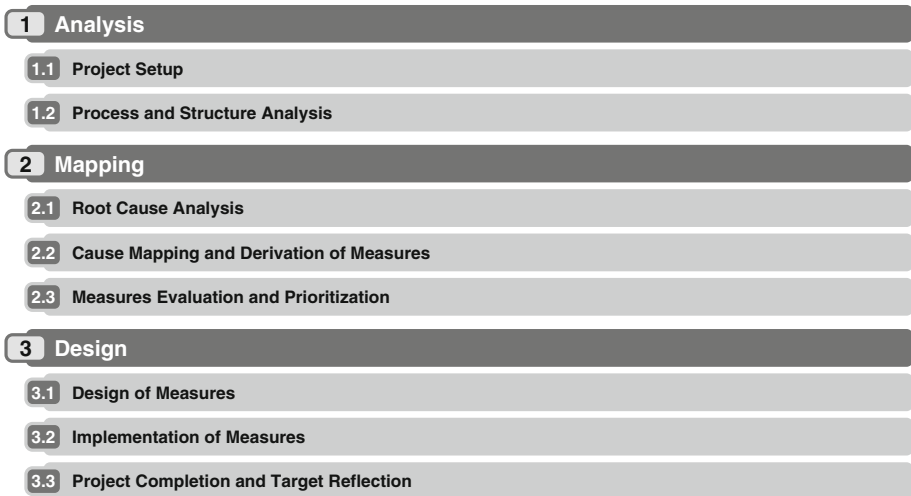 1 Analysis
1.1 Project Setup
1.2 Process and Structure Analysis
2 Mapping
2.1 Root Cause Analysis
2.2 Cause Mapping and Derivation of Measures
2.3 Measures Evaluation and Prioritization
3 Design
3.1 Design of Measures
3.2 Implementation of Measures
3.3 Project Completion and Target Reflection